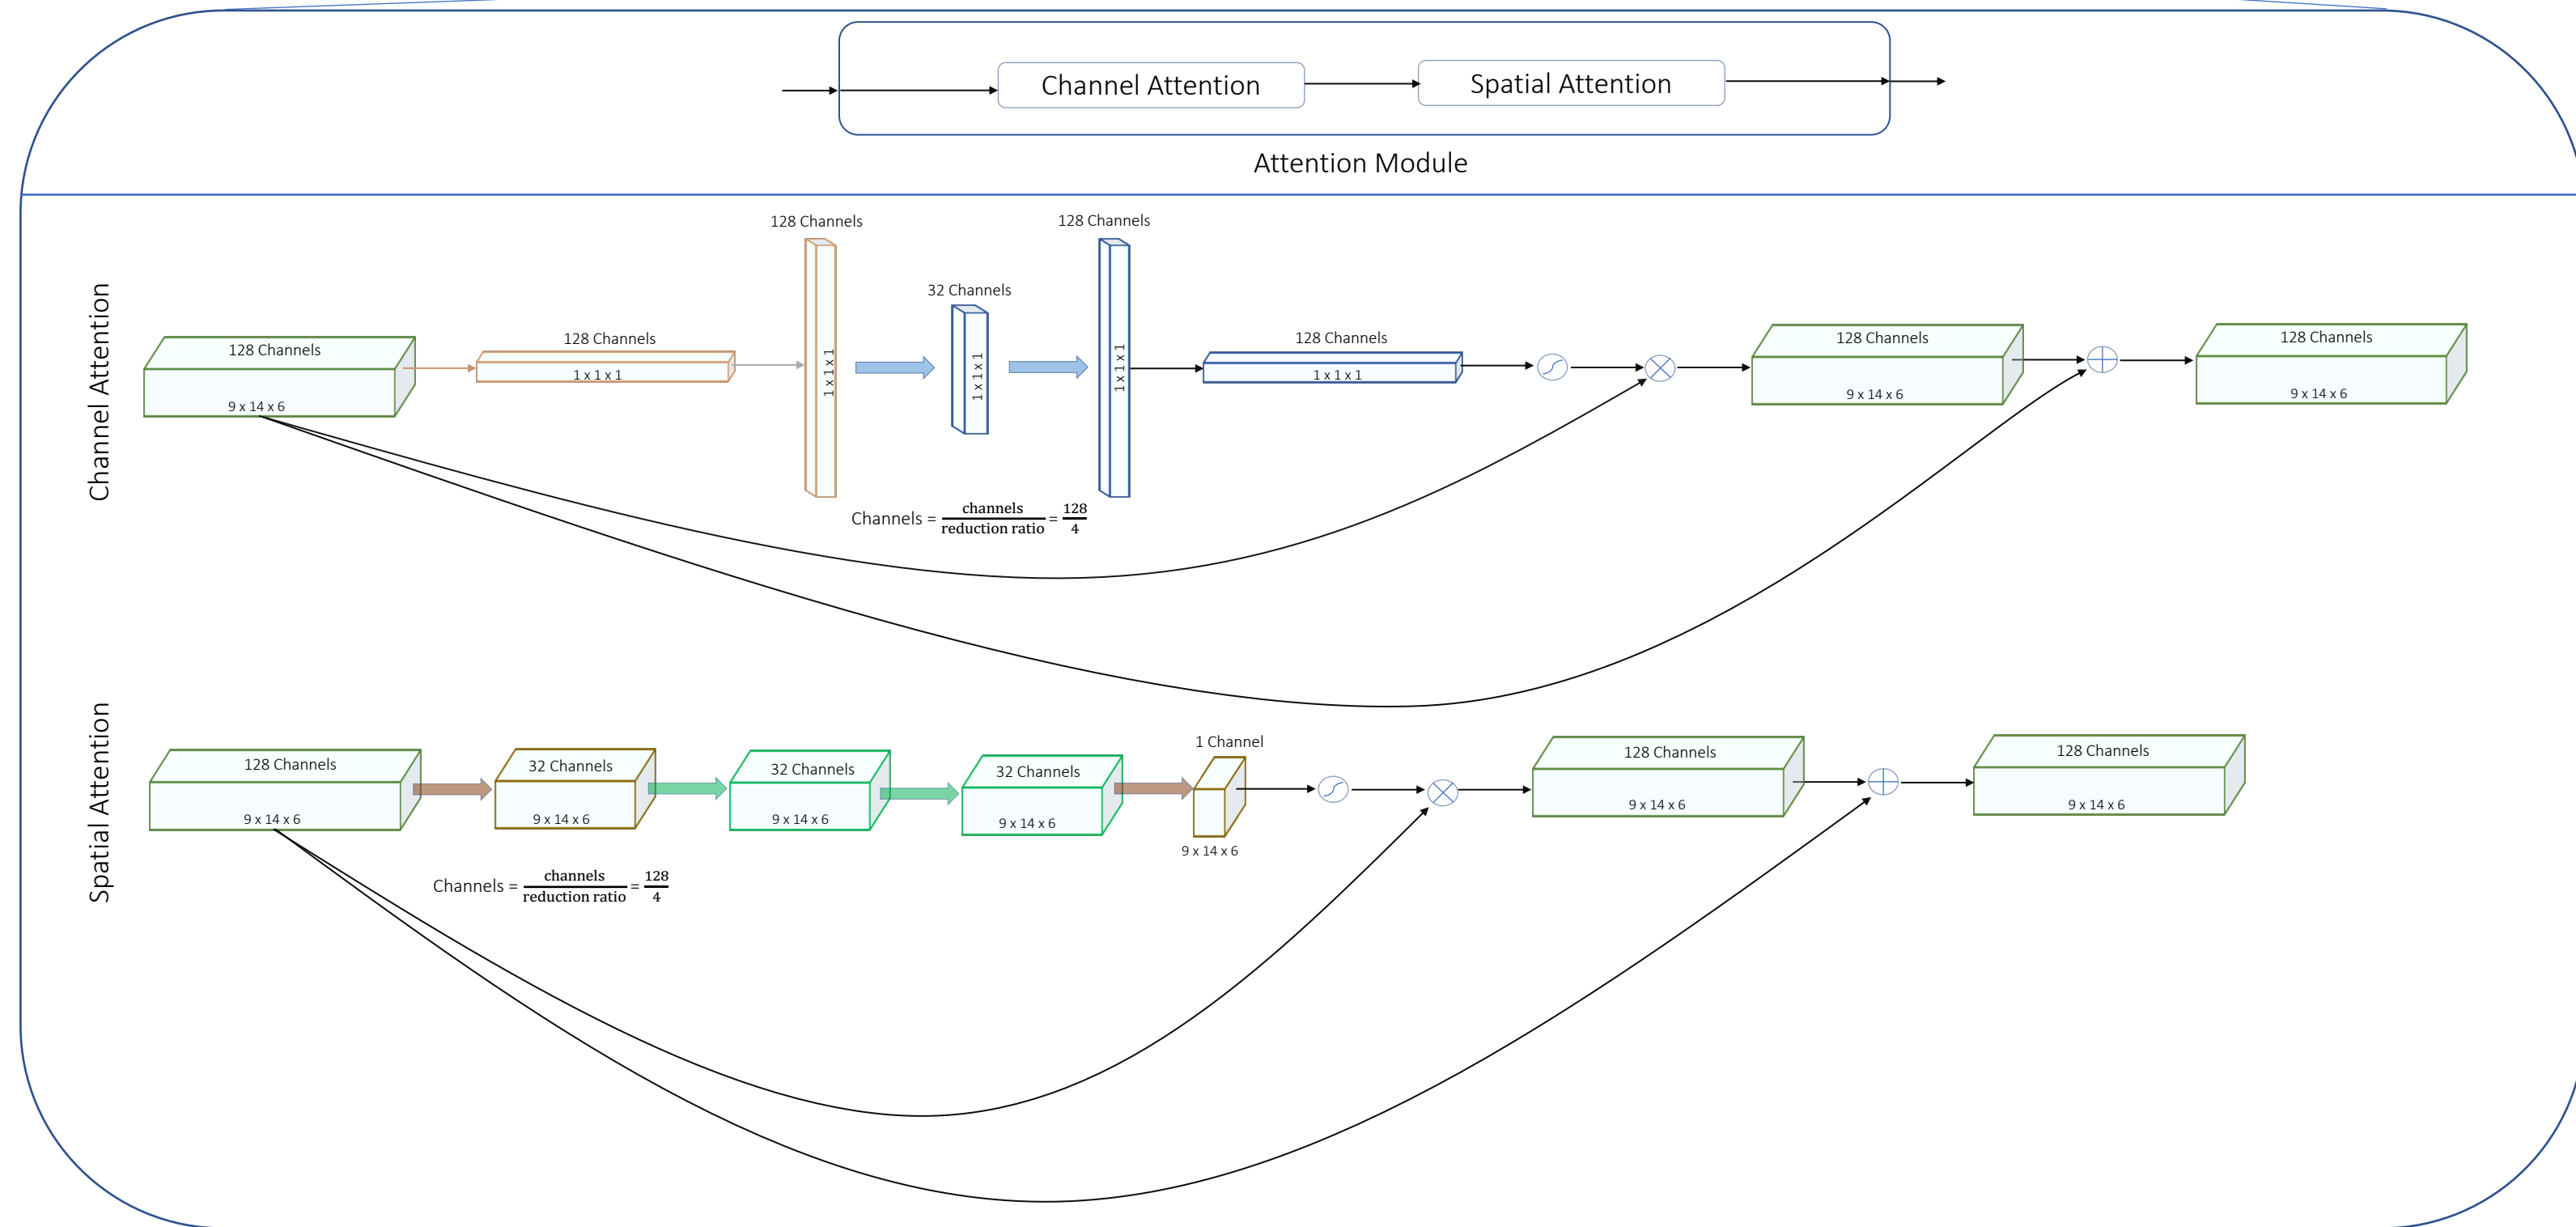 Channel Attention
Spatial Attention
Attention Module
Channel Attention
128 Channels
9 x 14 x 6
128 Channels
1 x 1 x 1
128 Channels
1 x 1 x 1
32 Channels
1 x 1 x 1
128 Channels
1 x 1 x 1
Channels = channels / reduction ratio = 128 / 4
128 Channels
1 x 1 x 1
128 Channels
9 x 14 x 6
128 Channels
9 x 14 x 6
Spatial Attention
128 Channels
9 x 14 x 6
32 Channels
9 x 14 x 6
Channels = channels / reduction ratio = 128 / 4
32 Channels
9 x 14 x 6
32 Channels
9 x 14 x 6
1 Channel
9 x 14 x 6
128 Channels
9 x 14 x 6
128 Channels
9 x 14 x 6